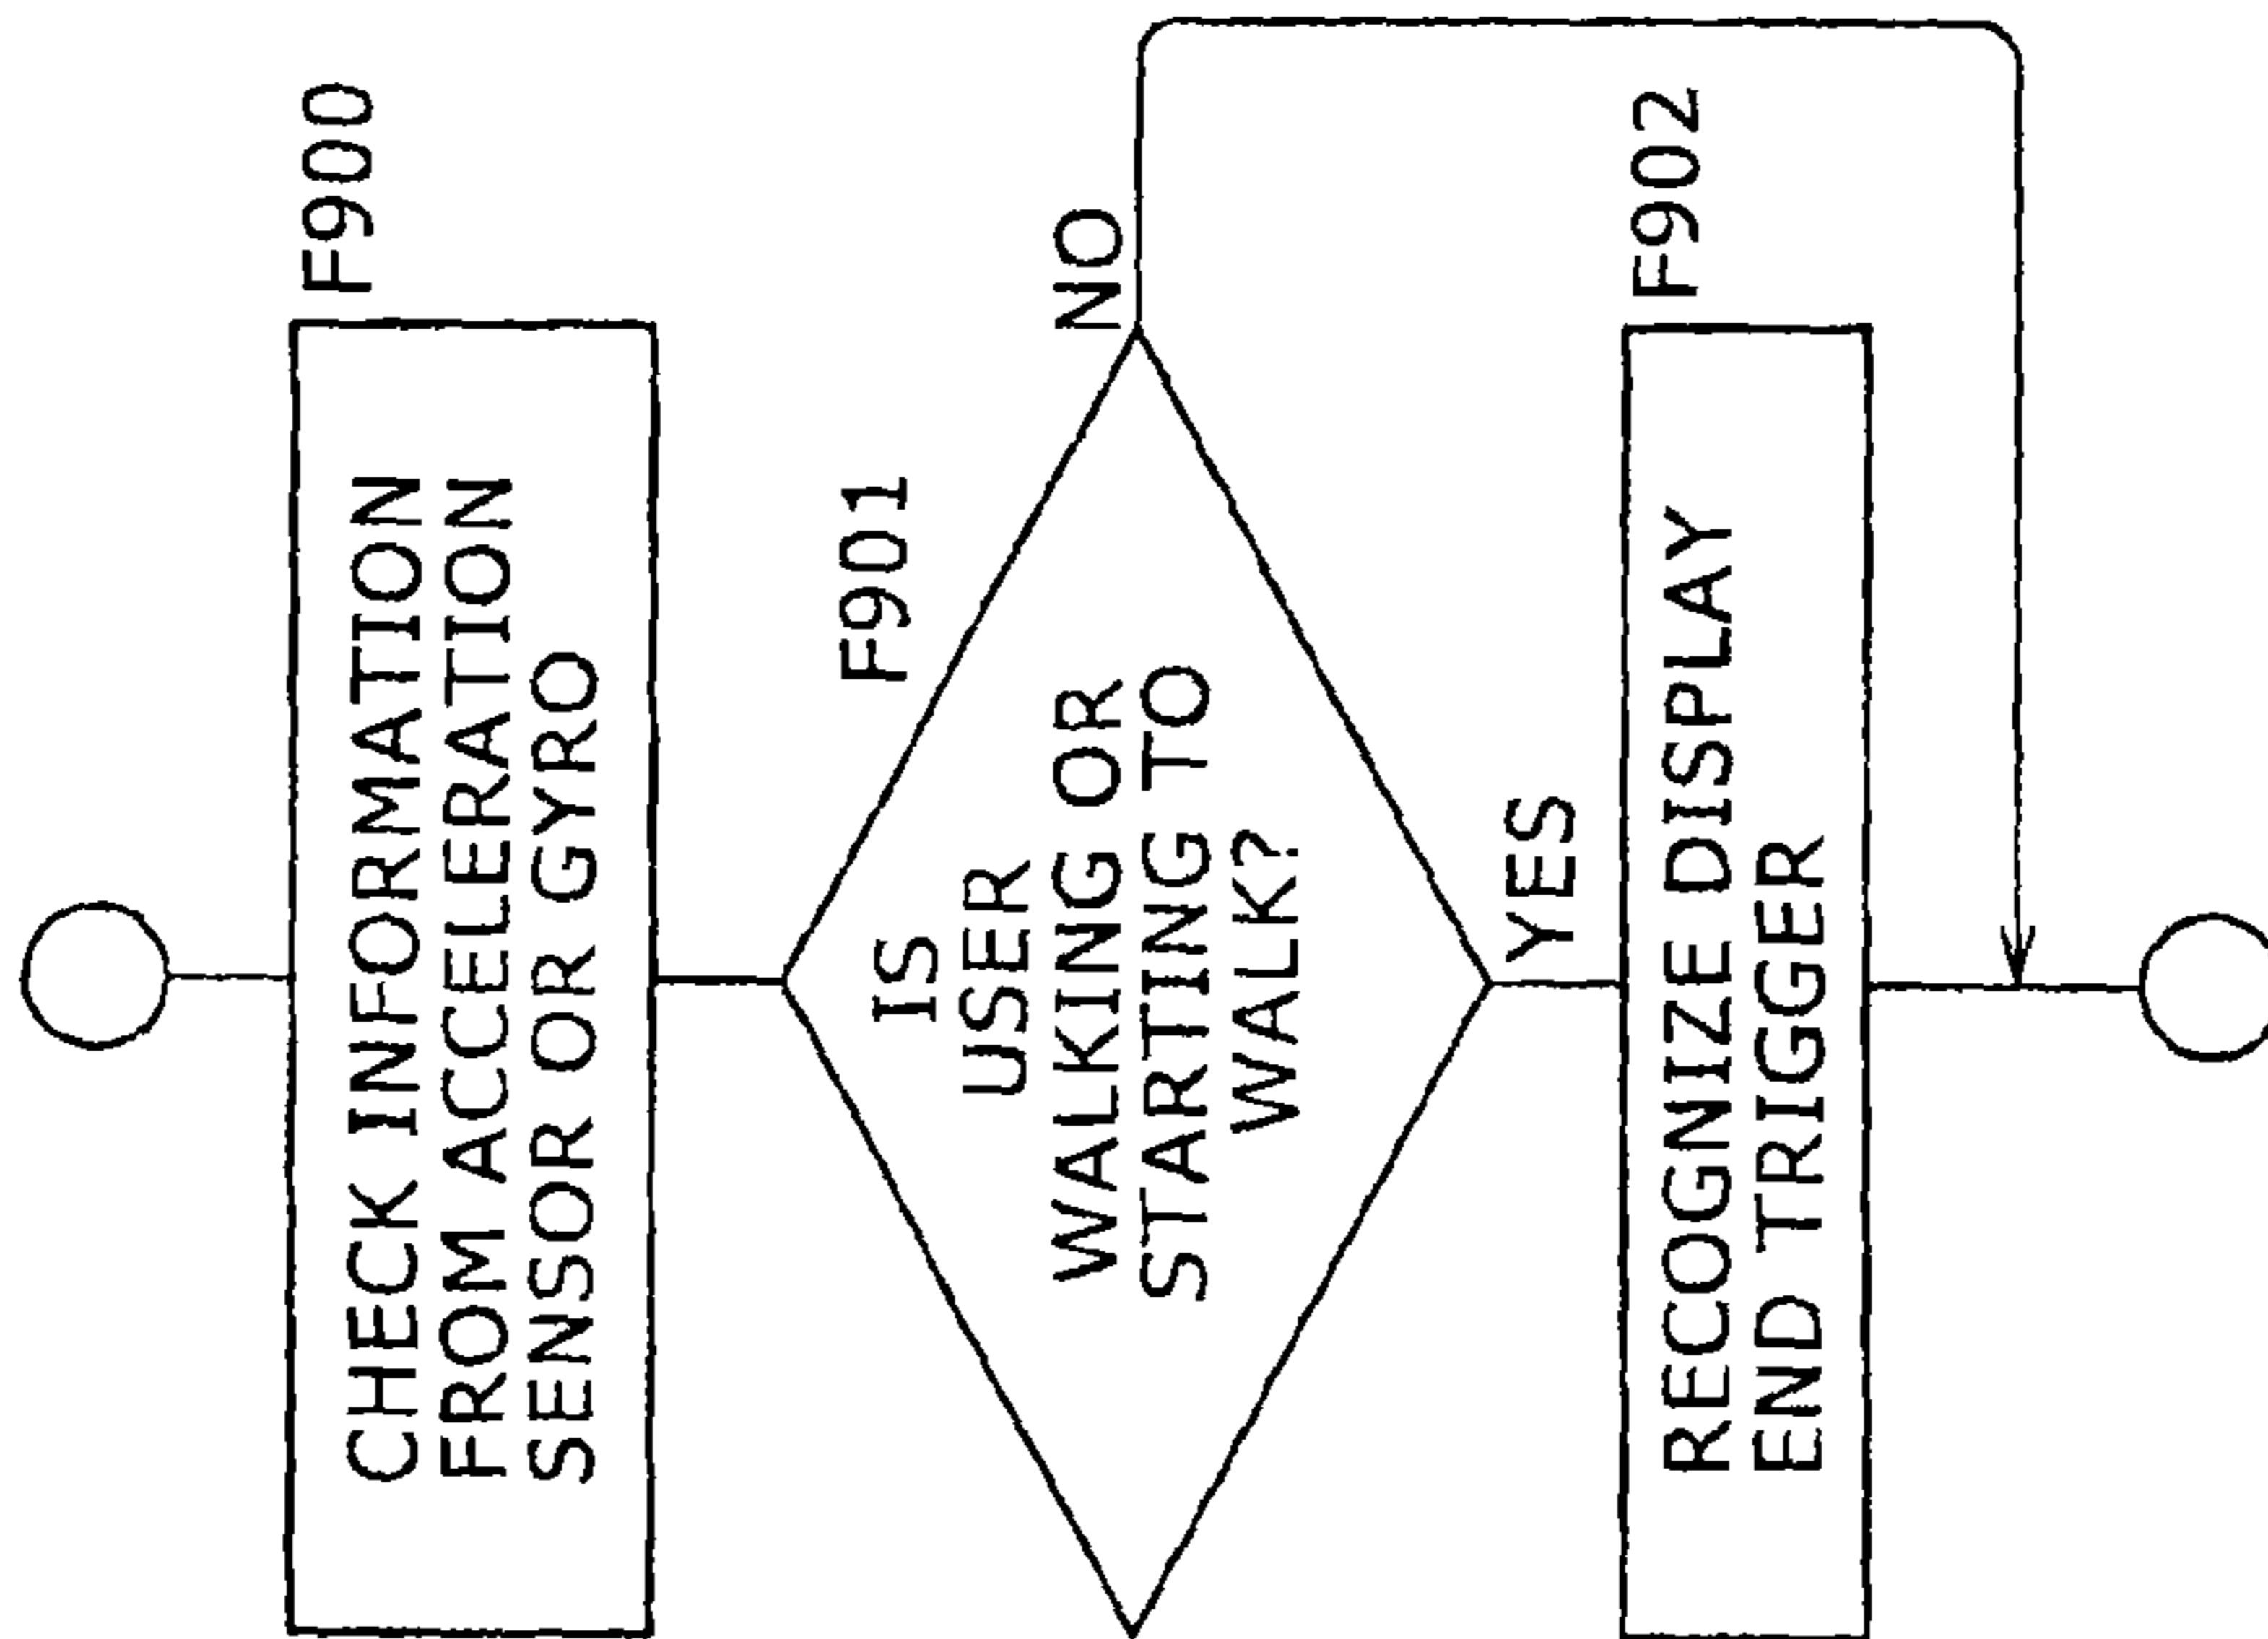 F900
CHECK INFORMATION
FROM ACCELERATION
SENSOR OR GYRO
F901
IS
USER
WALKING OR
STARTING TO
WALK?
NO
YES
F902
RECOGNIZE DISPLAY
END TRIGGER